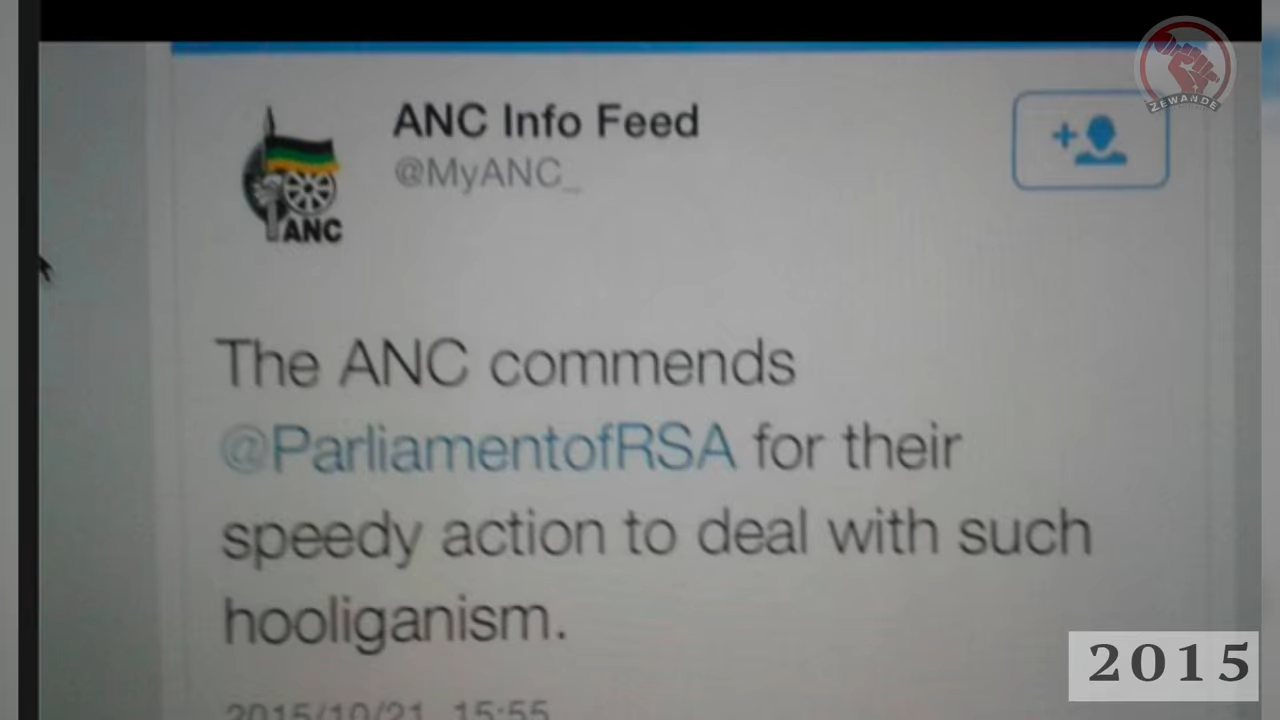 ZEWANDE
ANC Info Feed
@MyANC_
ANC
The ANC commends
@ParliamentofRSA for their
speedy action to deal with such
hooliganism.
2015/10/21 15:55
2015